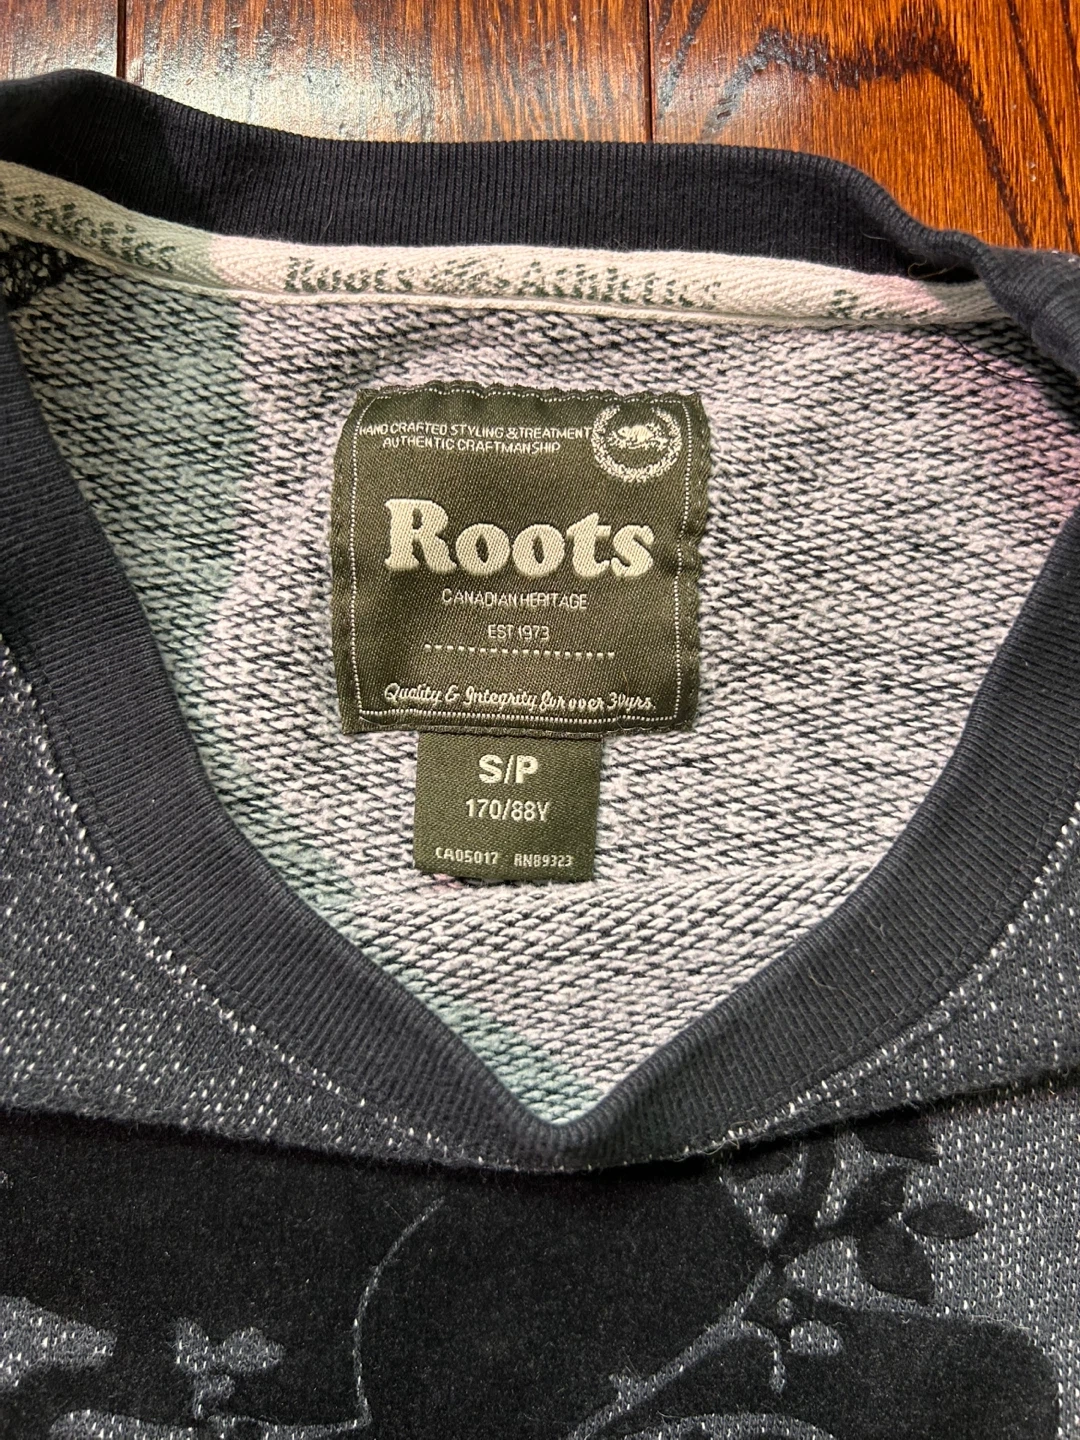 Athletics
Roots Athletics
R
HAND CRAFTED STYLING & TREATMENT
AUTHENTIC CRAFTMANSHIP
Roots
CANADIAN HERITAGE
EST 1973
Quality & Integrity for over 30yrs.
S/P
170/88Y
CA05017 RN89323